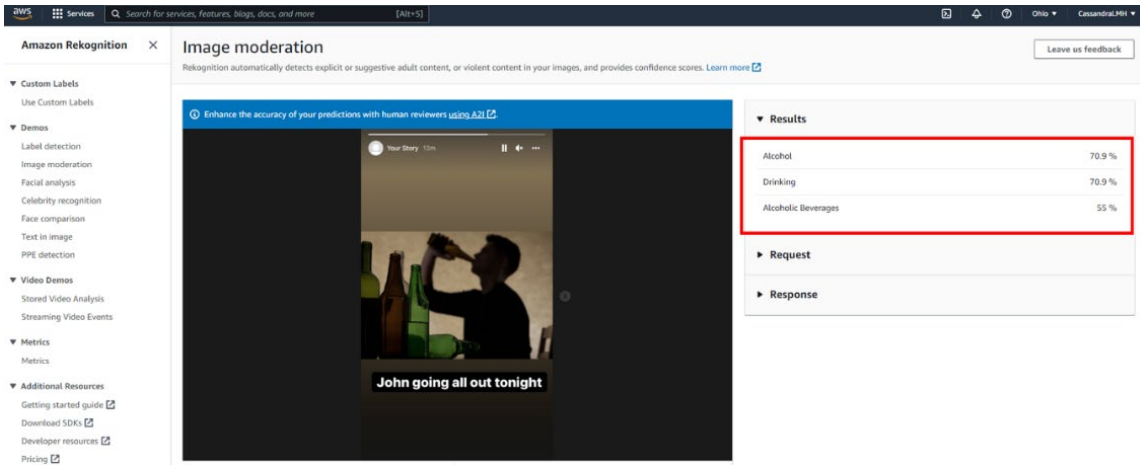 aws
Services
Search for services, features, blogs, docs, and more
[Alt+S]
Ohio
CassandraLMH
Amazon Rekognition
Custom Labels
Use Custom Labels
Demos
Label detection
Image moderation
Facial analysis
Celebrity recognition
Face comparison
Text in image
PPE detection
Video Demos
Stored Video Analysis
Streaming Video Events
Metrics
Metrics
Additional Resources
Getting started guide
Download SDKs
Developer resources
Pricing
Image moderation
Leave us feedback
Rekognition automatically detects explicit or suggestive adult content, or violent content in your images, and provides confidence scores. Learn more
Enhance the accuracy of your predictions with human reviewers using A2I.
Your Story 13m
John going all out tonight
Results
Alcohol 70.9 %
Drinking 70.9 %
Alcoholic Beverages 55 %
Request
Response